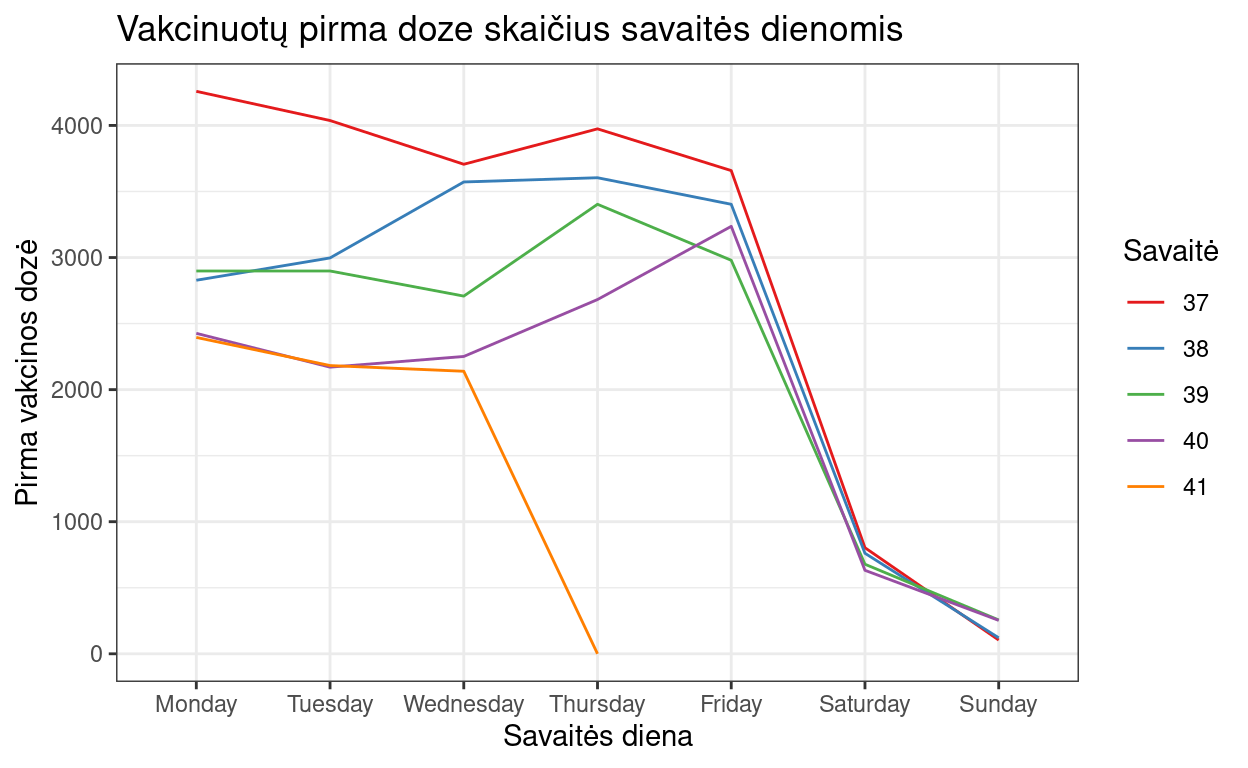 Vakcinuotų pirma doze skaičius savaitės dienomis
Pirma vakcinos dozė
4000
3000
2000
1000
0
Monday Tuesday Wednesday Thursday Friday Saturday Sunday
Savaitės diena
Savaitė
37
38
39
40
41